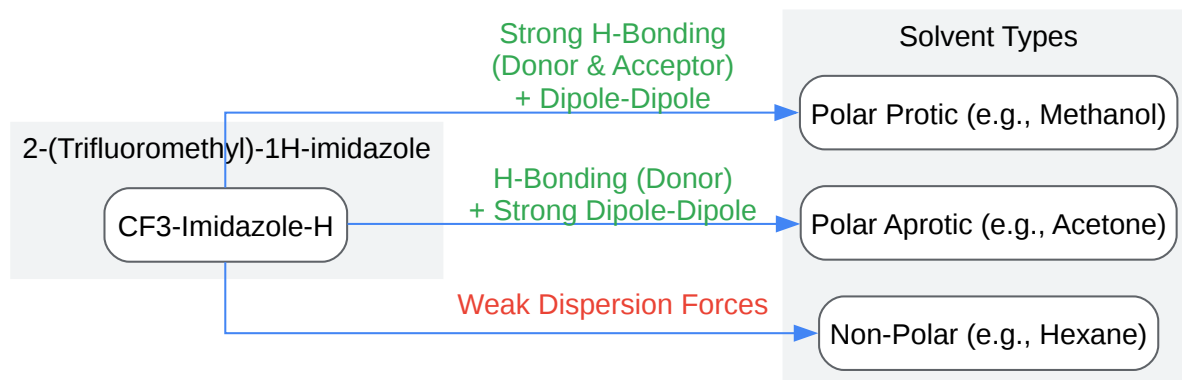 Strong H-Bonding
(Donor & Acceptor)
+ Dipole-Dipole
Solvent Types
Polar Protic (e.g., Methanol)
2-(Trifluoromethyl)-1H-imidazole
CF3-Imidazole-H
H-Bonding (Donor)
+ Strong Dipole-Dipole
Polar Aprotic (e.g., Acetone)
Weak Dispersion Forces
Non-Polar (e.g., Hexane)